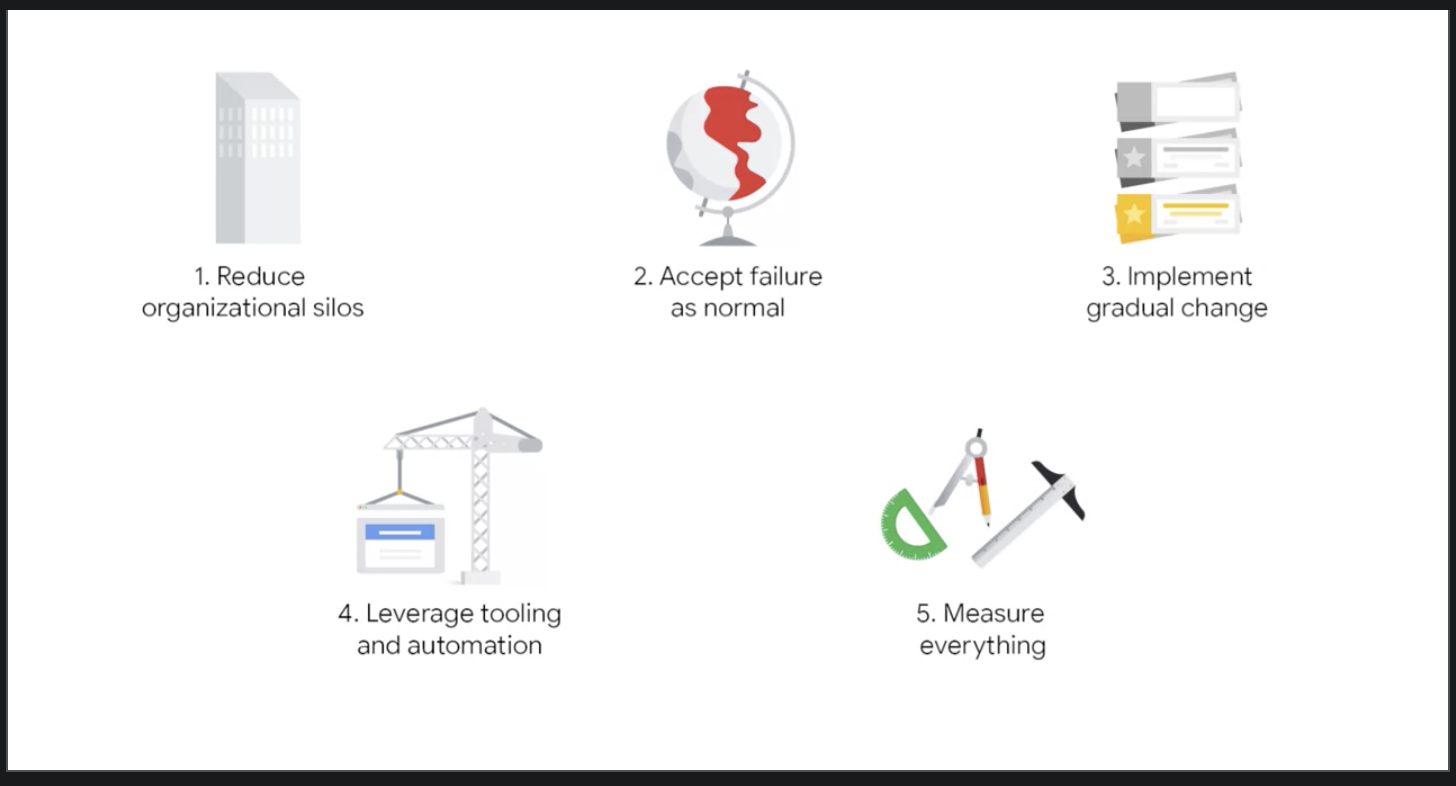 1. Reduce
organizational silos
2. Accept failure
as normal
3. Implement
gradual change
4. Leverage tooling
and automation
5. Measure
everything